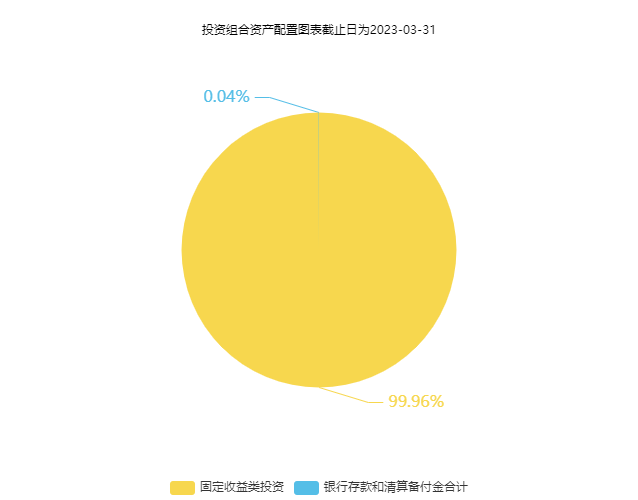 投资组合资产配置图表截止日为2023-03-31
0.04%
99.96%
固定收益类投资
银行存款和清算备付金合计